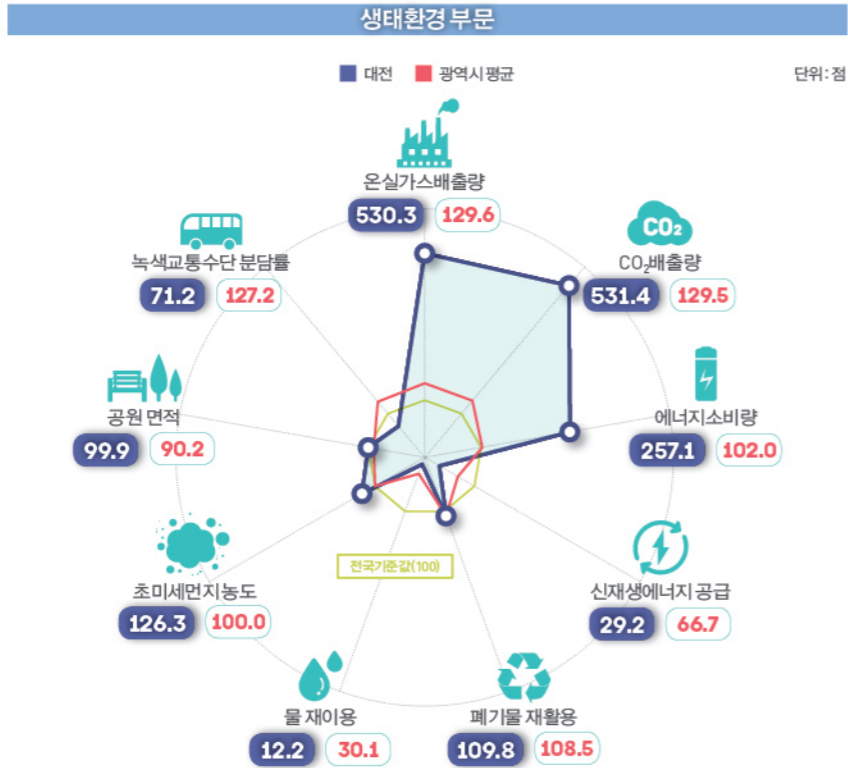 생태환경 부문
대전 광역시 평균
단위 : 점
온실가스배출량
530.3 129.6
CO₂
CO₂배출량
531.4 129.5
에너지소비량
257.1 102.0
신재생에너지 공급
29.2 66.7
폐기물 재활용
109.8 108.5
물 재이용
12.2 30.1
초미세먼지농도
126.3 100.0
공원 면적
99.9 90.2
녹색교통수단 분담률
71.2 127.2
전국기준값(100)